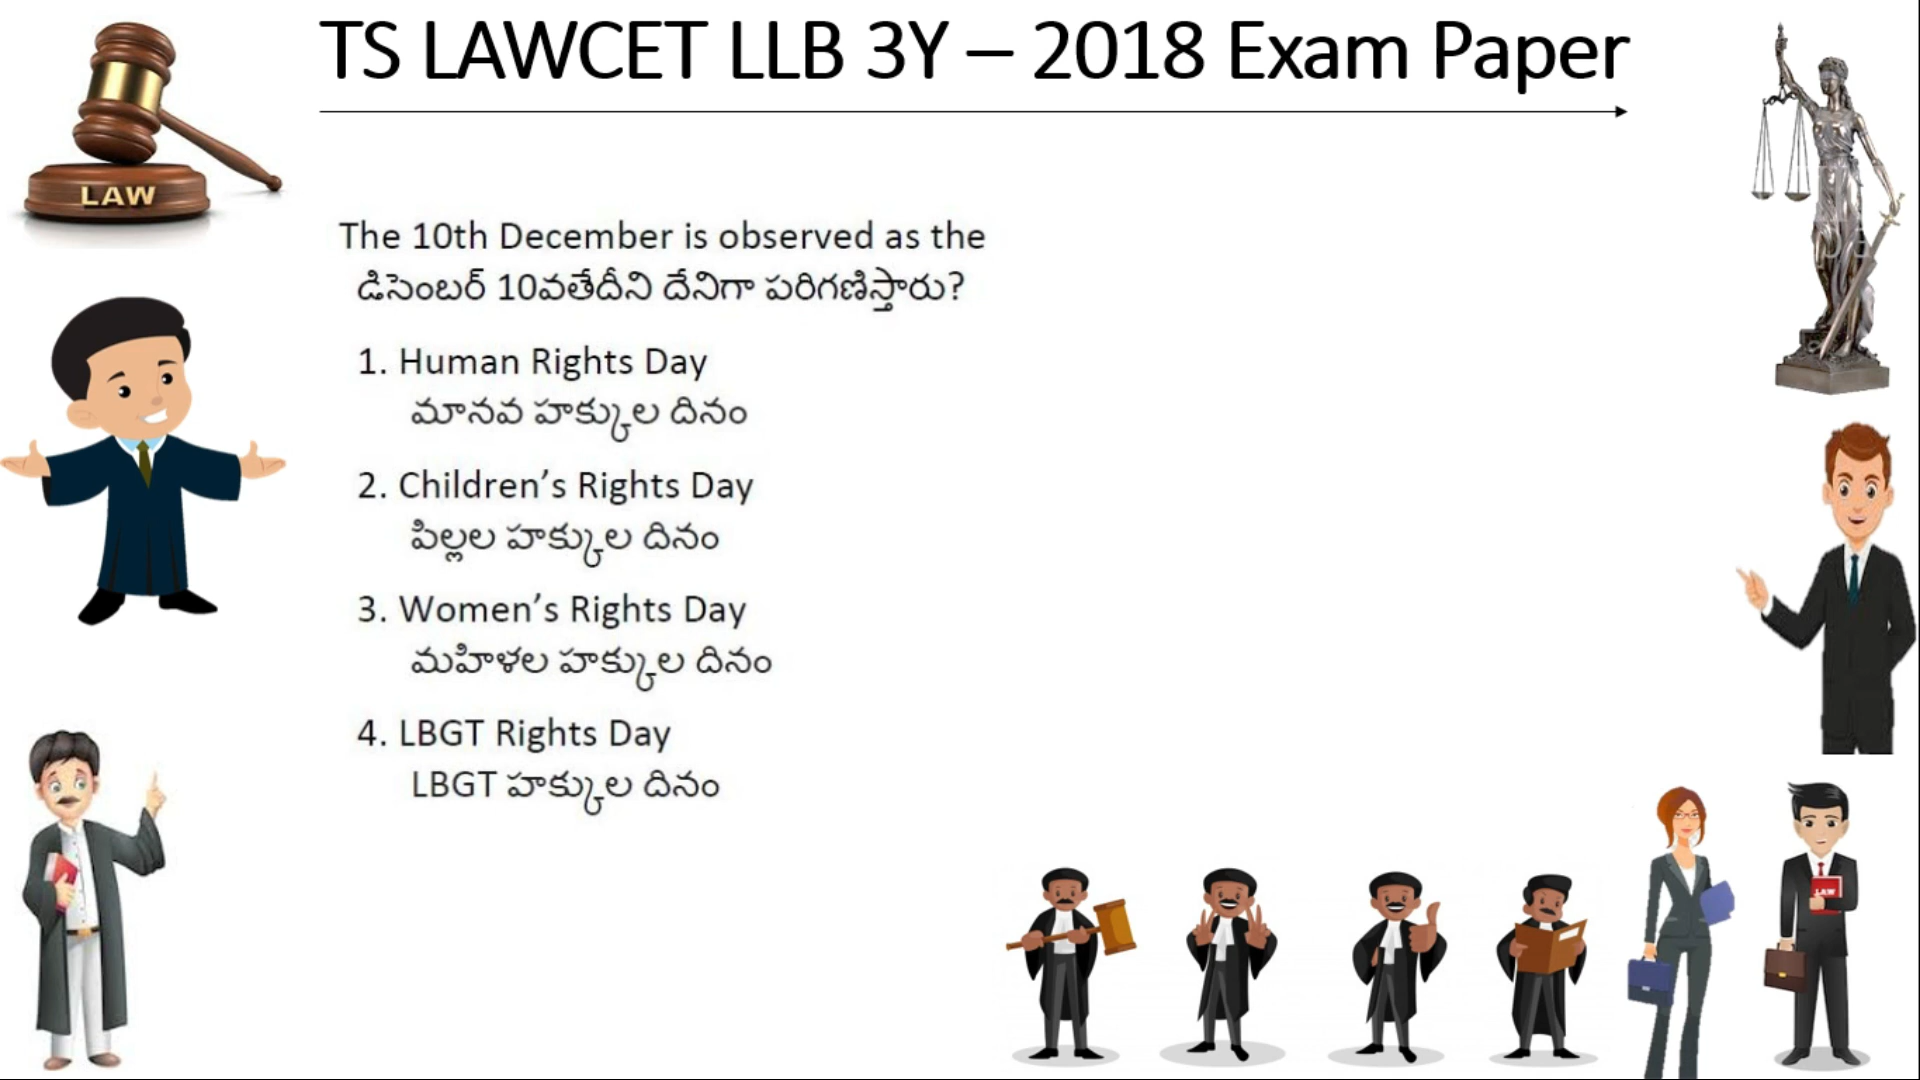 TS LAWCET LLB 3Y – 2018 Exam Paper
LAW
The 10th December is observed as the
డిసెంబర్ 10వతేదీని దేనిగా పరిగణిస్తారు?
1. Human Rights Day
మానవ హక్కుల దినం
2. Children’s Rights Day
పిల్లల హక్కుల దినం
3. Women’s Rights Day
మహిళల హక్కుల దినం
4. LBGT Rights Day
LBGT హక్కుల దినం
LAW